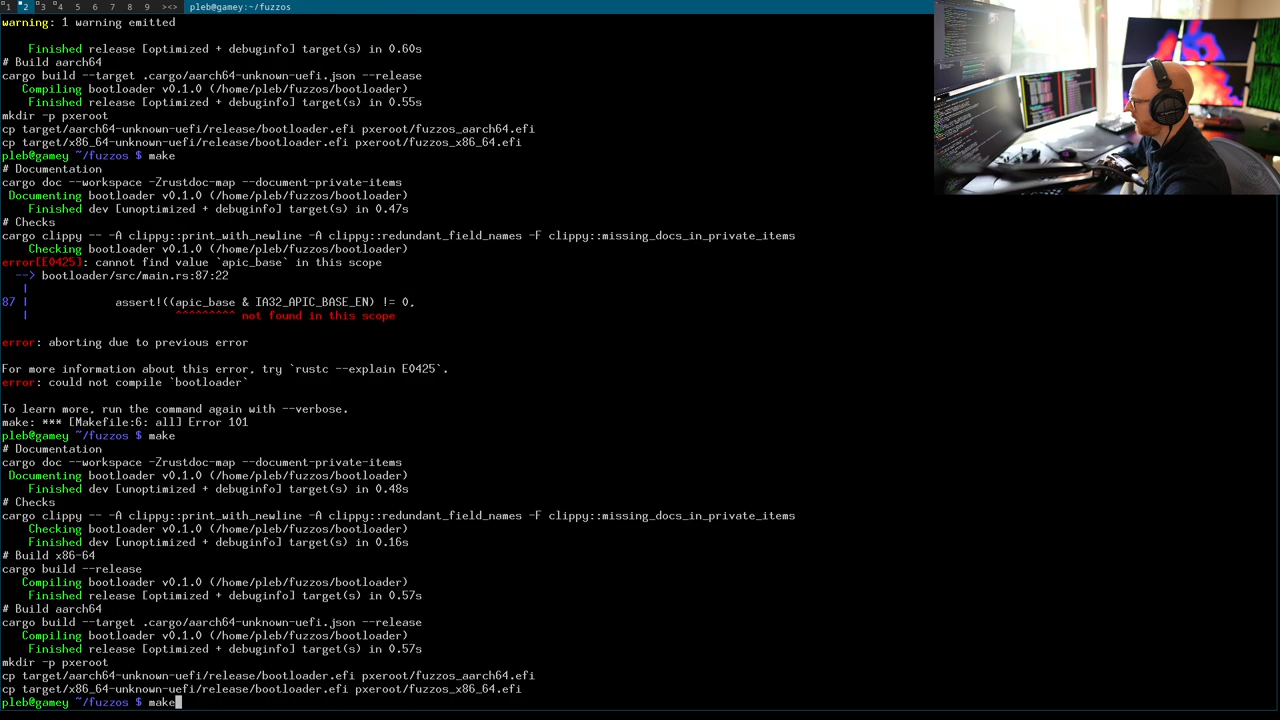 1 2 3 4 5 6 7 8 9 ><> pleb@gamey:~/fuzzos
warning: 1 warning emitted
Finished release [optimized + debuginfo] target(s) in 0.60s
# Build aarch64
cargo build --target .cargo/aarch64-unknown-uefi.json --release
Compiling bootloader v0.1.0 (/home/pleb/fuzzos/bootloader)
Finished release [optimized + debuginfo] target(s) in 0.55s
mkdir -p pxeroot
cp target/aarch64-unknown-uefi/release/bootloader.efi pxeroot/fuzzos_aarch64.efi
cp target/x86_64-unknown-uefi/release/bootloader.efi pxeroot/fuzzos_x86_64.efi
pleb@gamey ~/fuzzos $ make
# Documentation
cargo doc --workspace -Zrustdoc-map --document-private-items
Documenting bootloader v0.1.0 (/home/pleb/fuzzos/bootloader)
Finished dev [unoptimized + debuginfo] target(s) in 0.47s
# Checks
cargo clippy -- -A clippy::print_with_newline -A clippy::redundant_field_names -F clippy::missing_docs_in_private_items
Checking bootloader v0.1.0 (/home/pleb/fuzzos/bootloader)
error[E0425]: cannot find value `apic_base` in this scope
--> bootloader/src/main.rs:87:22
|
87 | assert!((apic_base & IA32_APIC_BASE_EN) != 0,
| ^^^^^^^^^ not found in this scope
error: aborting due to previous error
For more information about this error, try `rustc --explain E0425`.
error: could not compile `bootloader`
To learn more, run the command again with --verbose.
make: *** [Makefile:6: all] Error 101
pleb@gamey ~/fuzzos $ make
# Documentation
cargo doc --workspace -Zrustdoc-map --document-private-items
Documenting bootloader v0.1.0 (/home/pleb/fuzzos/bootloader)
Finished dev [unoptimized + debuginfo] target(s) in 0.48s
# Checks
cargo clippy -- -A clippy::print_with_newline -A clippy::redundant_field_names -F clippy::missing_docs_in_private_items
Checking bootloader v0.1.0 (/home/pleb/fuzzos/bootloader)
Finished dev [unoptimized + debuginfo] target(s) in 0.16s
# Build x86-64
cargo build --release
Compiling bootloader v0.1.0 (/home/pleb/fuzzos/bootloader)
Finished release [optimized + debuginfo] target(s) in 0.57s
# Build aarch64
cargo build --target .cargo/aarch64-unknown-uefi.json --release
Compiling bootloader v0.1.0 (/home/pleb/fuzzos/bootloader)
Finished release [optimized + debuginfo] target(s) in 0.57s
mkdir -p pxeroot
cp target/aarch64-unknown-uefi/release/bootloader.efi pxeroot/fuzzos_aarch64.efi
cp target/x86_64-unknown-uefi/release/bootloader.efi pxeroot/fuzzos_x86_64.efi
pleb@gamey ~/fuzzos $ make